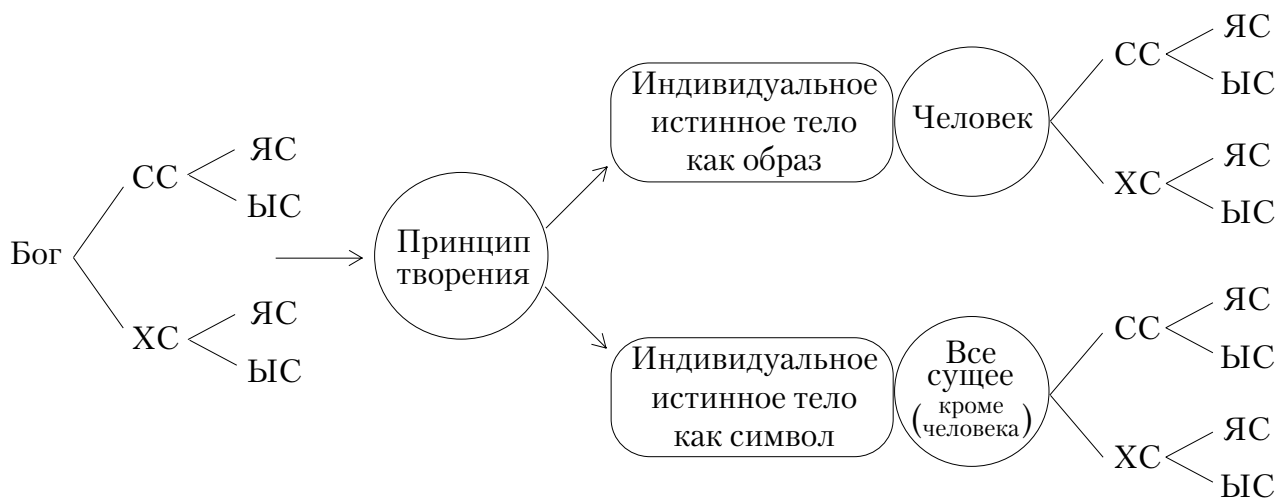 Бог
СС
ЯС
ЫС
ХС
ЯС
ЫС
Принцип
творения
Индивидуальное
истинное тело
как образ
Человек
СС
ЯС
ЫС
ХС
ЯС
ЫС
Индивидуальное
истинное тело
как символ
Все
сущее
(кроме
человека)
СС
ЯС
ЫС
ХС
ЯС
ЫС